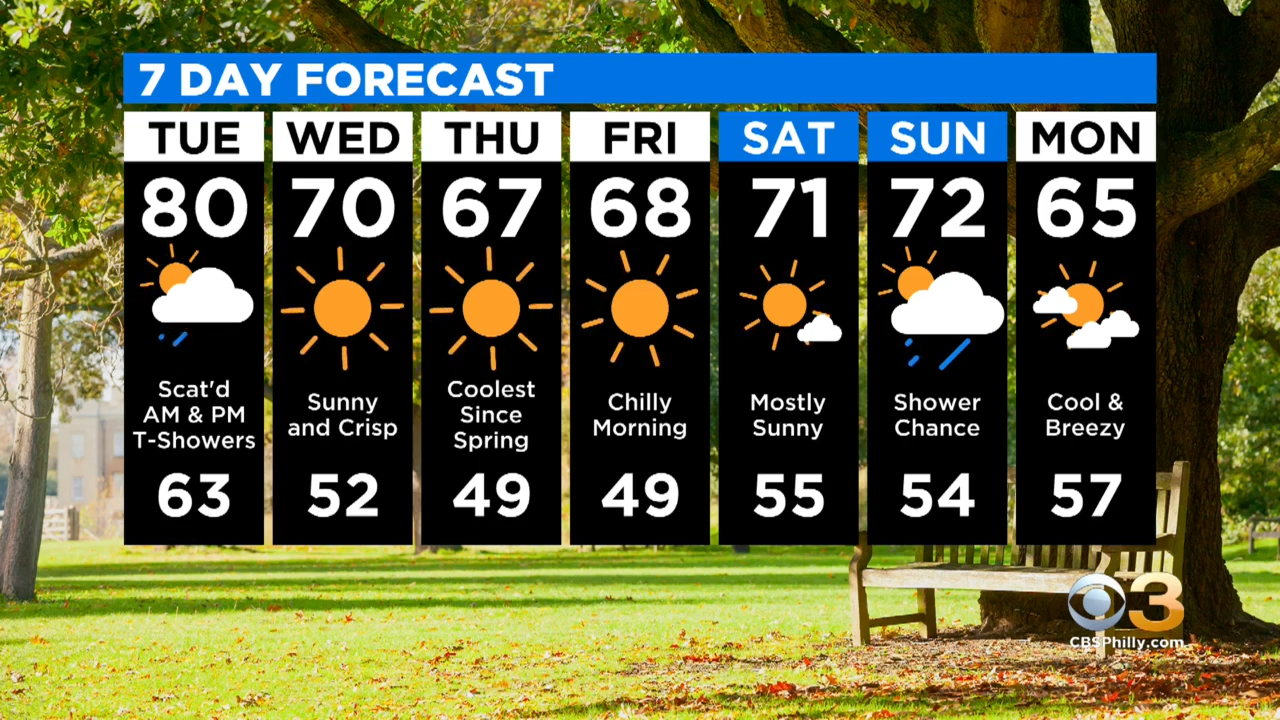 7 DAY FORECAST
TUE
80
Scat'd
AM & PM
T-Showers
63
WED
70
Sunny
and Crisp
52
THU
67
Coolest
Since
Spring
49
FRI
68
Chilly
Morning
49
SAT
71
Mostly
Sunny
55
SUN
72
Shower
Chance
54
MON
65
Cool &
Breezy
57
3
CBSPhilly.com